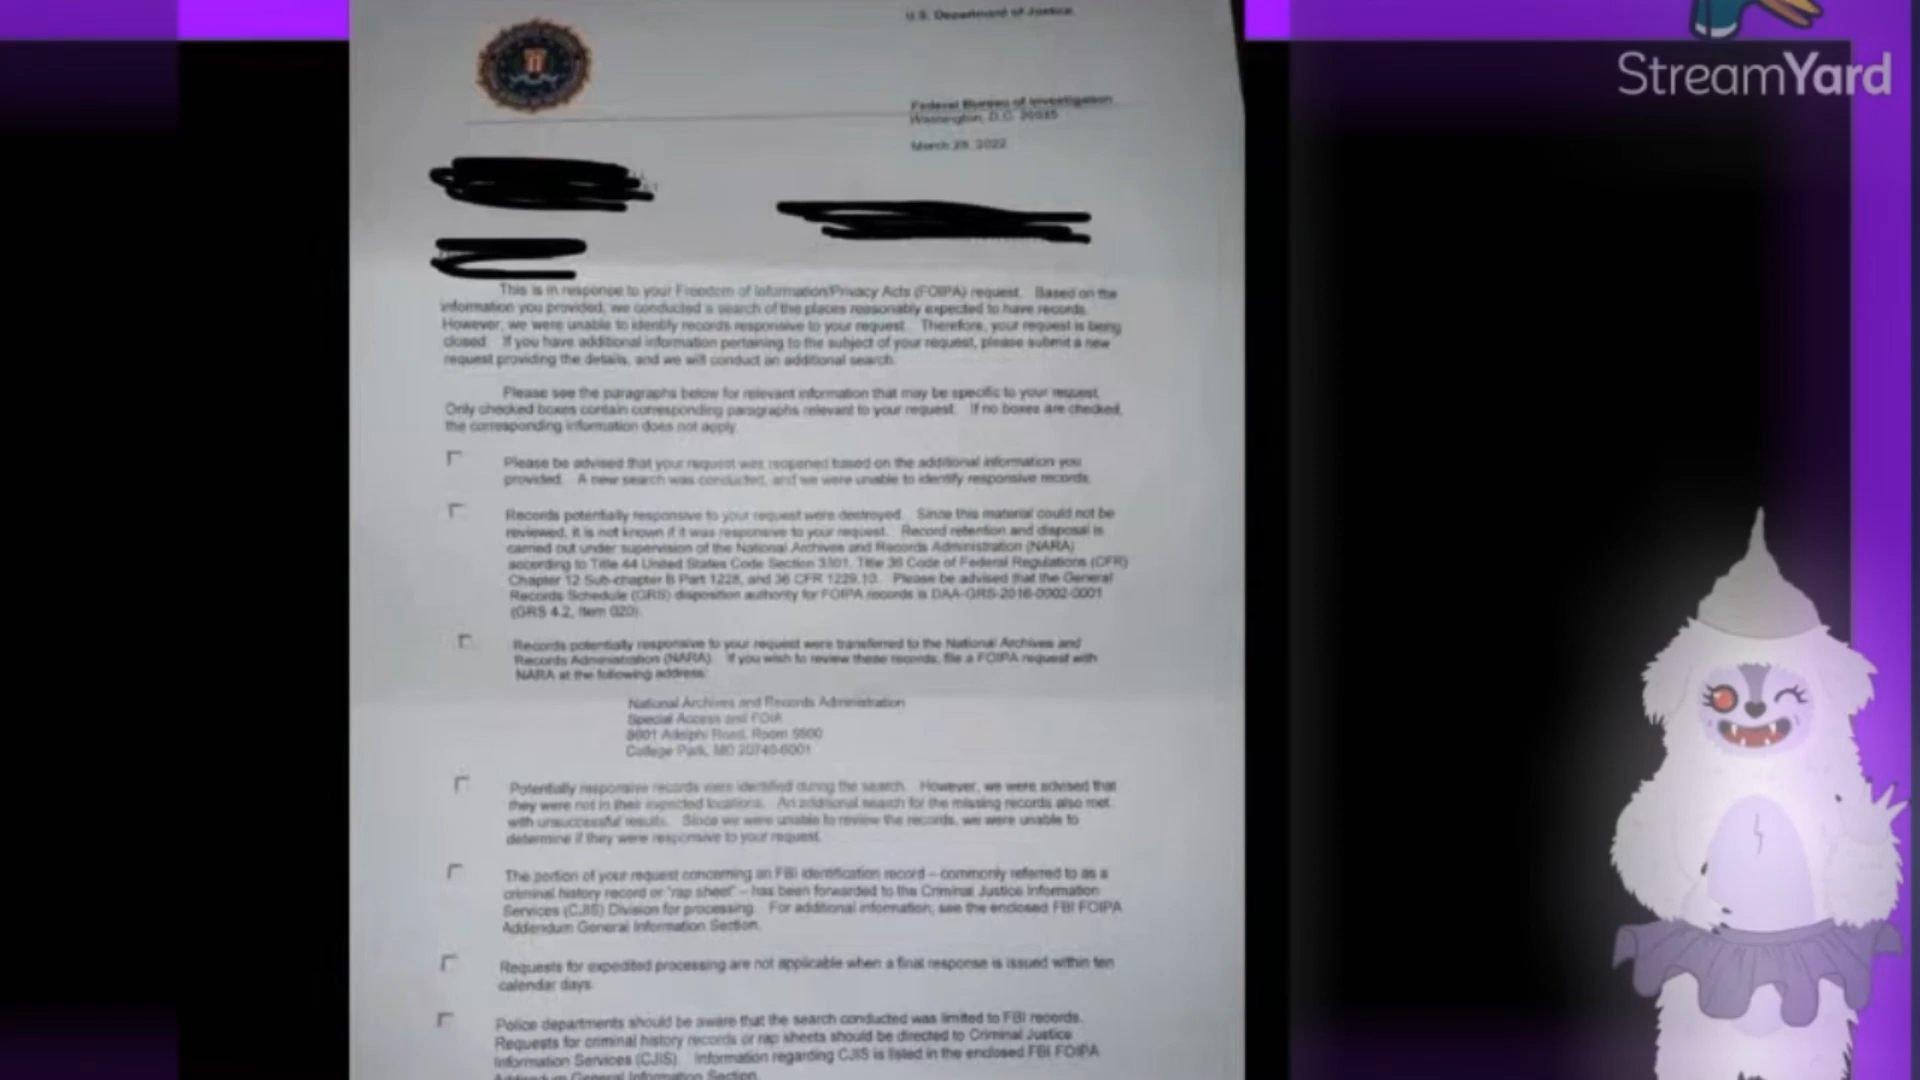 U.S. Department of Justice
StreamYard
Federal Bureau of Investigation
Washington, D.C. 20535
March 28, 2022
This is in response to your Freedom of Information/Privacy Acts (FOIPA) request. Based on the
information you provided, we conducted a search of the places reasonably expected to have records.
However, we were unable to identify records responsive to your request. Therefore, your request is being
closed. If you have additional information pertaining to the subject of your request, please submit a new
request providing the details, and we will conduct an additional search.
Please see the paragraphs below for relevant information that may be specific to your request.
Only checked boxes contain corresponding paragraphs relevant to your request. If no boxes are checked,
the corresponding information does not apply.
Please be advised that your request was reopened based on the additional information you
provided. A new search was conducted, and we were unable to identify responsive records.
Records potentially responsive to your request were destroyed. Since this material could not be
reviewed, it is not known if it was responsive to your request. Record retention and disposal is
carried out under supervision of the National Archives and Records Administration (NARA)
according to Title 44 United States Code Section 3301, Title 36 Code of Federal Regulations (CFR)
Chapter 12 Sub-chapter B Part 1228, and 36 CFR 1229.10. Please be advised that the General
Records Schedule (GRS) disposition authority for FOIPA records is DAA-GRS-2016-0002-0001
(GRS 4.2, Item 020).
Records potentially responsive to your request were transferred to the National Archives and
Records Administration (NARA). If you wish to review these records, file a FOIPA request with
NARA at the following address:
National Archives and Records Administration
Special Access and FOIA
8601 Adelphi Road, Room 5500
College Park, MD 20740-6001
Potentially responsive records were identified during the search. However, we were advised that
they were not in their expected locations. An additional search for the missing records also met
with unsuccessful results. Since we were unable to review the records, we were unable to
determine if they were responsive to your request.
The portion of your request concerning an FBI identification record – commonly referred to as a
criminal history record or "rap sheet" – has been forwarded to the Criminal Justice Information
Services (CJIS) Division for processing. For additional information, see the enclosed FBI FOIPA
Addendum General Information Section.
Requests for expedited processing are not applicable when a final response is issued within ten
calendar days.
Police departments should be aware that the search conducted was limited to FBI records.
Requests for criminal history records or rap sheets should be directed to Criminal Justice
Information Services (CJIS). Information regarding CJIS is listed in the enclosed FBI FOIPA
Addendum General Information Section.